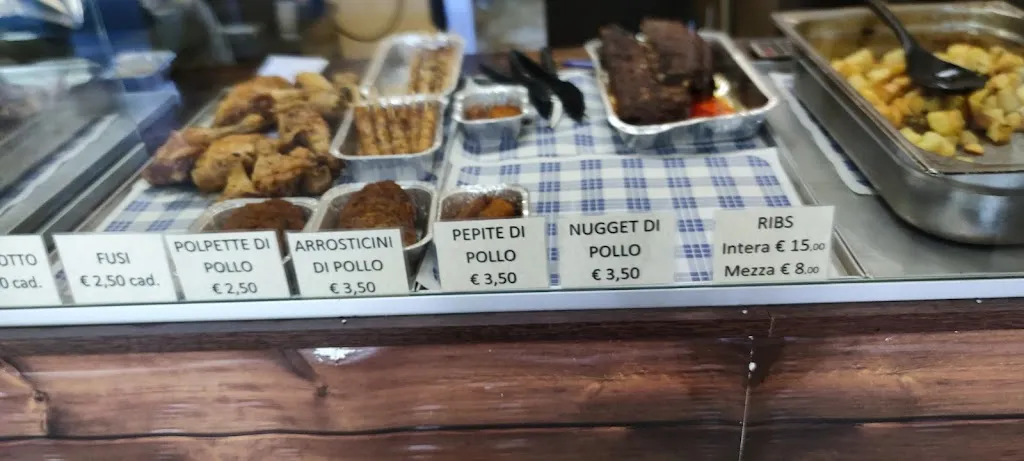 OTTO
0 cad.
FUSI
€ 2,50 cad.
POLPETTE DI
POLLO
€ 2,50
ARROSTICINI
DI POLLO
€ 3,50
PEPITE DI
POLLO
€ 3,50
NUGGET DI
POLLO
€ 3,50
RIBS
Intera € 15,00
Mezza € 8,00